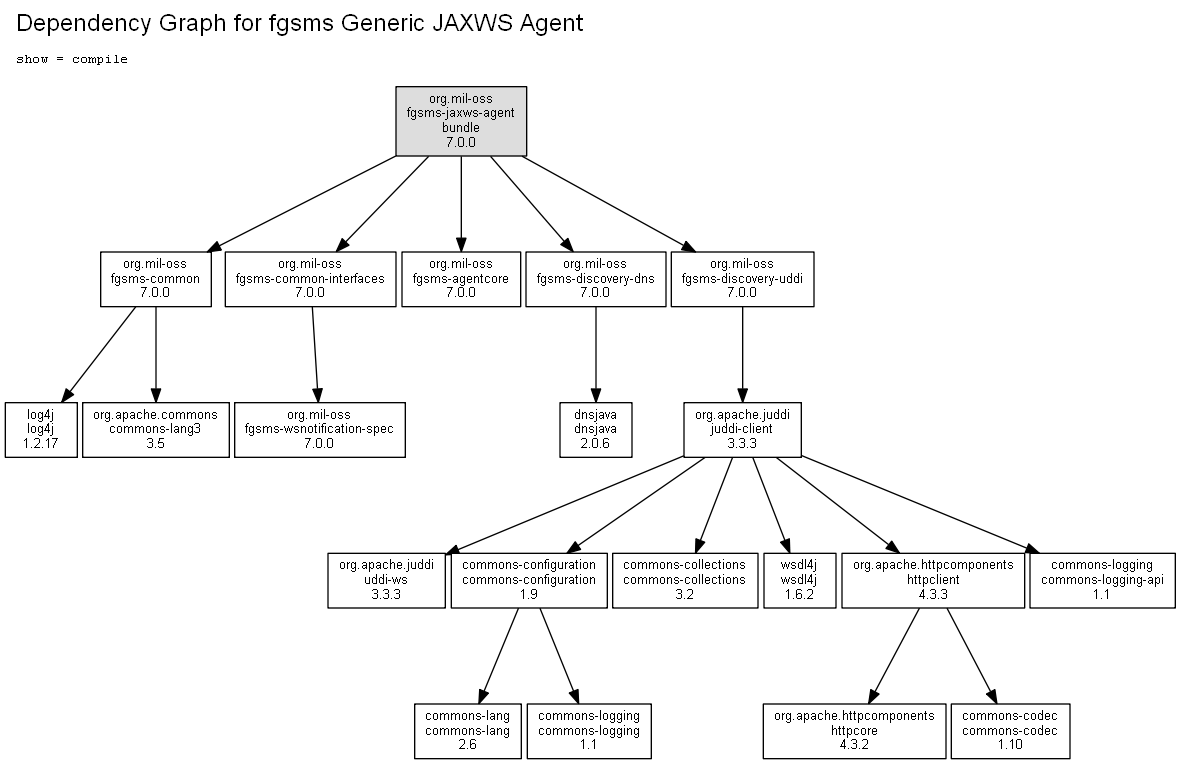 Dependency Graph for fgsms Generic JAXWS Agent
show = compile
org.mil-oss
fgsms-jaxws-agent
bundle
7.0.0
org.mil-oss
fgsms-common
7.0.0
org.mil-oss
fgsms-common-interfaces
7.0.0
org.mil-oss
fgsms-agentcore
7.0.0
org.mil-oss
fgsms-discovery-dns
7.0.0
org.mil-oss
fgsms-discovery-uddi
7.0.0
log4j
log4j
1.2.17
org.apache.commons
commons-lang3
3.5
org.mil-oss
fgsms-wsnotification-spec
7.0.0
dnsjava
dnsjava
2.0.6
org.apache.juddi
juddi-client
3.3.3
org.apache.juddi
uddi-ws
3.3.3
commons-configuration
commons-configuration
1.9
commons-collections
commons-collections
3.2
wsdl4j
wsdl4j
1.6.2
org.apache.httpcomponents
httpclient
4.3.3
commons-logging
commons-logging-api
1.1
commons-lang
commons-lang
2.6
commons-logging
commons-logging
1.1
org.apache.httpcomponents
httpcore
4.3.2
commons-codec
commons-codec
1.10